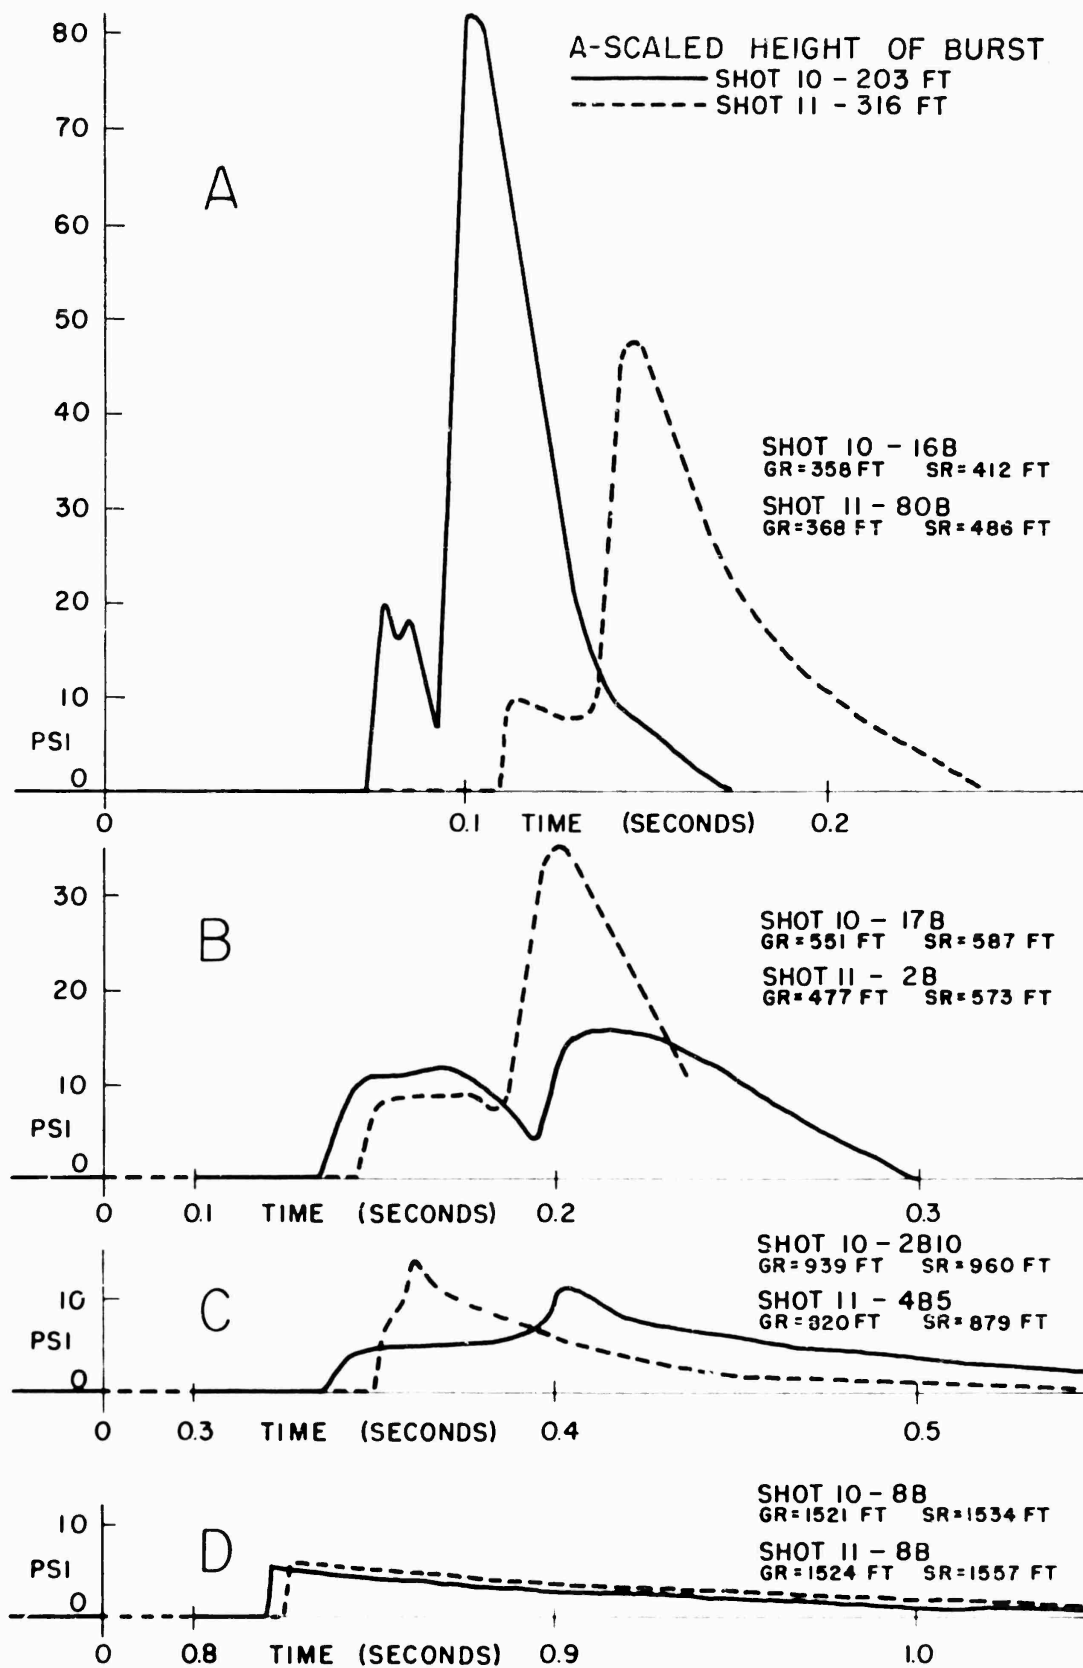 80
A-SCALED HEIGHT OF BURST
SHOT 10 - 203 FT
SHOT 11 - 316 FT
70
A
60
50
40
SHOT 10 - 16B
GR=358 FT SR=412 FT
30
SHOT 11 - 80B
GR=368 FT SR=486 FT
20
10
PSI
0
0 0.1 TIME (SECONDS) 0.2
30
B
SHOT 10 - 17B
GR=551 FT SR=587 FT
20
SHOT 11 - 2B
GR=477 FT SR=573 FT
10
PSI
0
0 0.1 TIME (SECONDS) 0.2 0.3
SHOT 10 - 2B10
GR=939 FT SR=960 FT
10
C
SHOT 11 - 4B5
GR=820 FT SR=879 FT
PSI
0
0 0.3 TIME (SECONDS) 0.4 0.5
SHOT 10 - 8B
GR=1521 FT SR=1534 FT
10
D
SHOT 11 - 8B
GR=1524 FT SR=1557 FT
PSI
0
0 0.8 TIME (SECONDS) 0.9 1.0